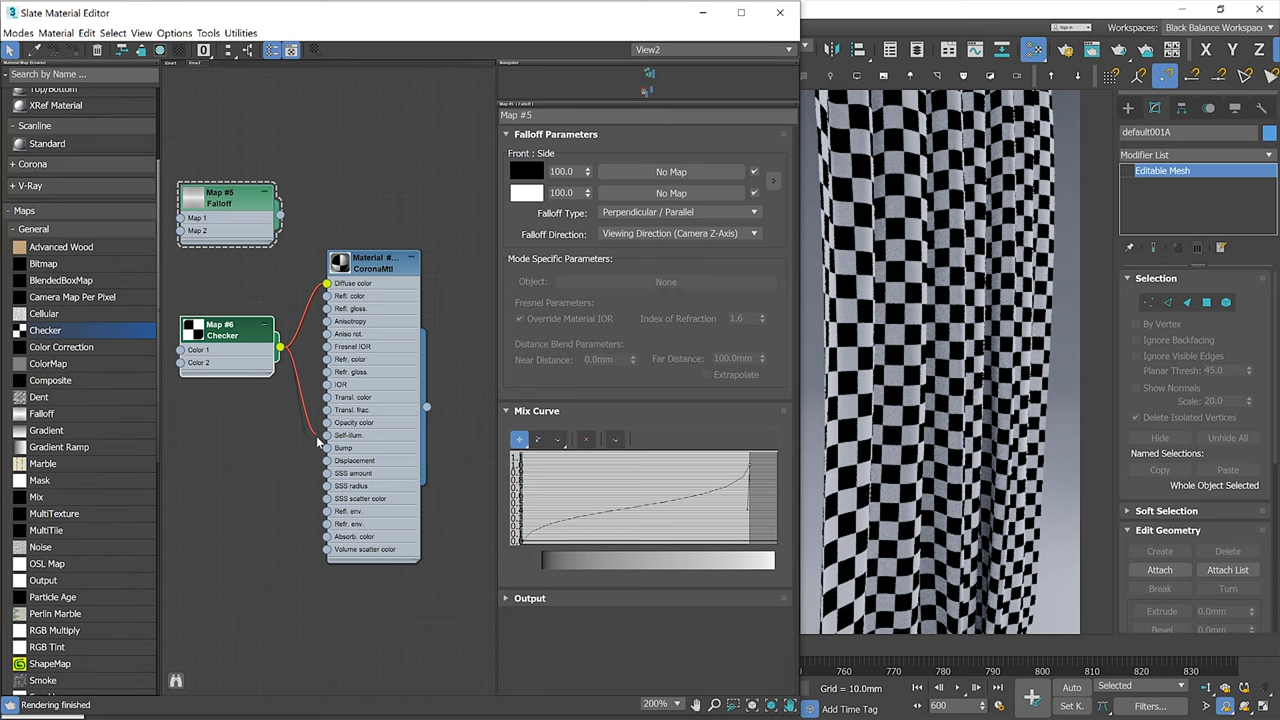 Slate Material Editor
Modes Material Edit Select View Options Tools Utilities
View2
Workspaces: Black Balance Workspa...
X Y Z
View1 View2
Navigator
Search by Name ...
Top/Bottom
XRef Material
- Scanline
Standard
+ Corona
+ V-Ray
- Maps
- General
Advanced Wood
Bitmap
BlendedBoxMap
Camera Map Per Pixel
Cellular
Checker
Color Correction
ColorMap
Composite
Dent
Falloff
Gradient
Gradient Ramp
Marble
Mask
Mix
MultiTexture
MultiTile
Noise
OSL Map
Output
Particle Age
Perlin Marble
RGB Multiply
RGB Tint
ShapeMap
Smoke
Rendering finished
Map #5
Falloff
Map 1
Map 2
Map #6
Checker
Color 1
Color 2
Material #...
CoronaMtl
Diffuse color
Refl. color
Refl. gloss.
Anisotropy
Aniso rot.
Fresnel IOR
Refr. color
Refr. gloss.
IOR
Transl. color
Transl. frac.
Opacity color
Self-illum.
Bump
Displacement
SSS amount
SSS radius
SSS scatter color
Refl. env.
Refr. env.
Absorb. color
Volume scatter color
200%
Map #5 ( Falloff )
Map #5
Falloff Parameters
Front : Side
100.0 No Map
100.0 No Map
Falloff Type: Perpendicular / Parallel
Falloff Direction: Viewing Direction (Camera Z-Axis)
Mode Specific Parameters:
Object: None
Fresnel Parameters:
Override Material IOR Index of Refraction 1.6
Distance Blend Parameters:
Near Distance: 0.0mm Far Distance: 100.0mm
Extrapolate
Mix Curve
Output
default001A
Modifier List
Editable Mesh
Selection
By Vertex
Ignore Backfacing
Ignore Visible Edges
Planar Thresh: 45.0
Show Normals
Scale: 20.0
Delete Isolated Vertices
Hide Unhide All
Named Selections:
Copy Paste
Whole Object Selected
Soft Selection
Edit Geometry
Create Delete
Attach Attach List
Break Turn
Extrude 0.0mm
Bevel 0.0mm
760 770 780 790 800 810 820 830
Grid = 10.0mm
Auto Selected
Add Time Tag
600
Set K. Filters...